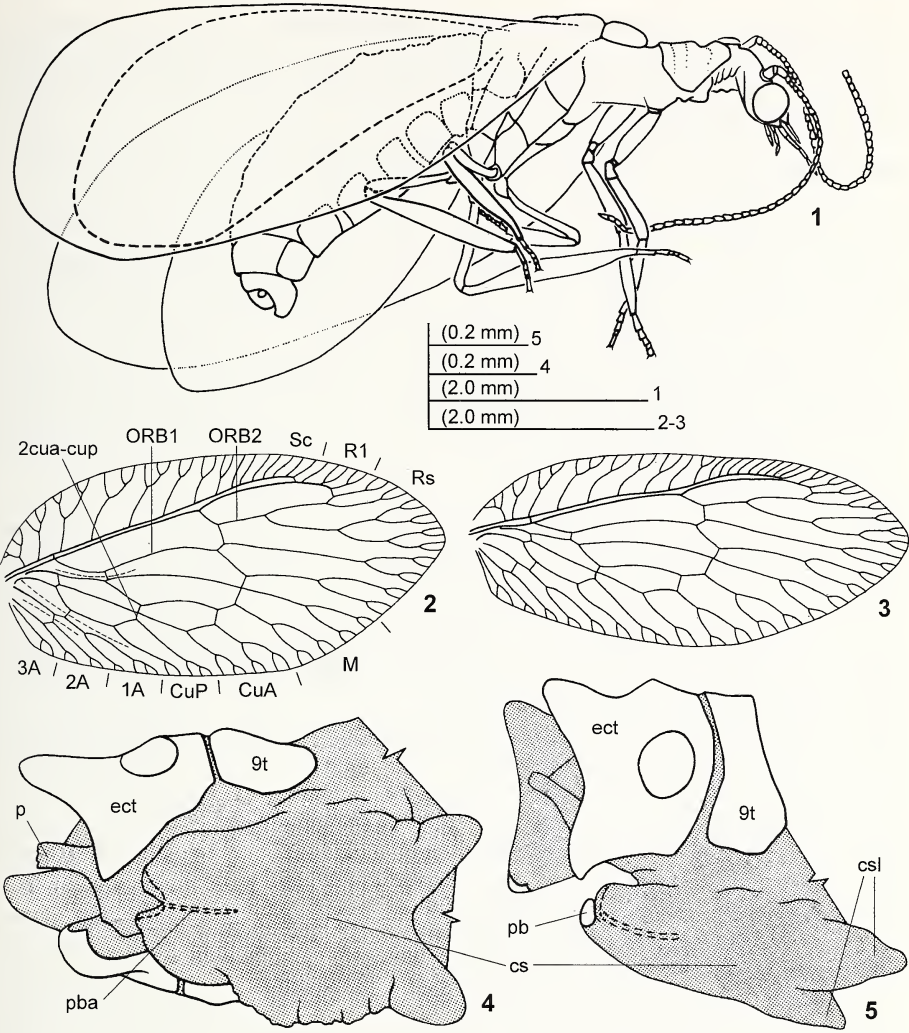 1
(0.2 mm) 5
(0.2 mm) 4
(2.0 mm) 1
(2.0 mm) 2-3
2cua-cup ORB1 ORB2 Sc R1 Rs
2
3
3A 2A 1A CuP CuA M
ect 9t
p
pba
cs
4
ect
9t
csl
pb
5